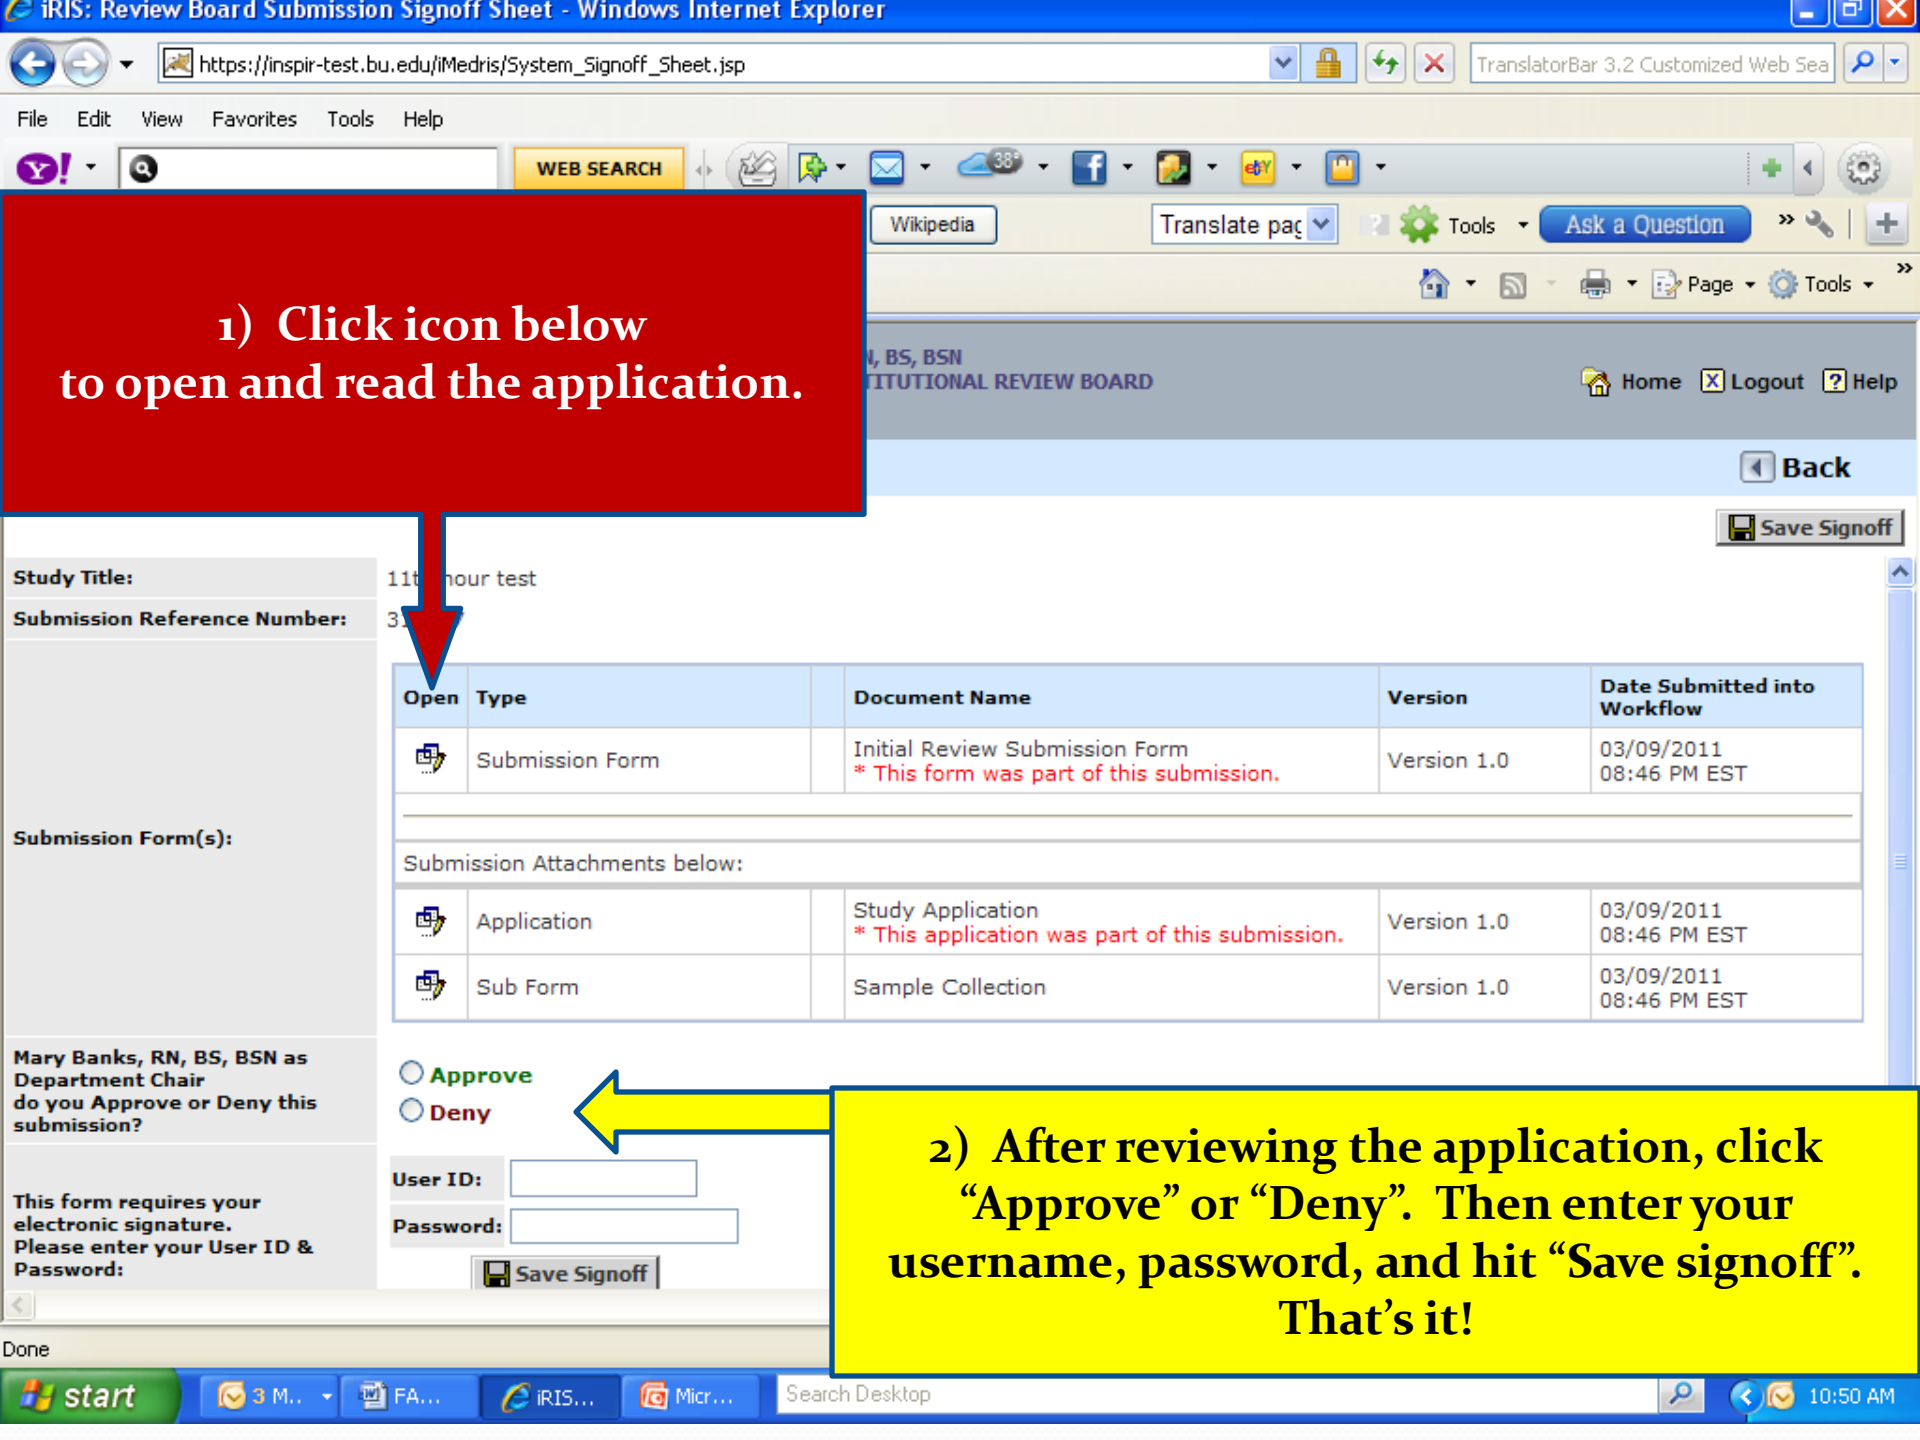 iRIS: Review Board Submission Signoff Sheet - Windows Internet Explorer
https://inspir-test.bu.edu/iMedris/System_Signoff_Sheet.jsp
TranslatorBar 3.2 Customized Web Sea
File Edit View Favorites Tools Help
Y! WEB SEARCH 38° f ebY
Wikipedia Translate pag Tools Ask a Question »
Page Tools »
1) Click icon below
to open and read the application.
, BS, BSN
TITUTIONAL REVIEW BOARD
Home Logout Help
Back
Save Signoff
Study Title: 11t hour test
Submission Reference Number: 31
Submission Form(s):
Open Type Document Name Version Date Submitted into
Workflow
Submission Form Initial Review Submission Form
* This form was part of this submission. Version 1.0 03/09/2011
08:46 PM EST
Submission Attachments below:
Application Study Application
* This application was part of this submission. Version 1.0 03/09/2011
08:46 PM EST
Sub Form Sample Collection Version 1.0 03/09/2011
08:46 PM EST
Mary Banks, RN, BS, BSN as
Department Chair
do you Approve or Deny this
submission?
Approve
Deny
This form requires your
electronic signature.
Please enter your User ID &
Password:
User ID:
Password:
Save Signoff
2) After reviewing the application, click
“Approve” or “Deny”. Then enter your
username, password, and hit “Save signoff”.
That’s it!
Done
start 3 M.. FA... iRIS... Micr... Search Desktop 10:50 AM